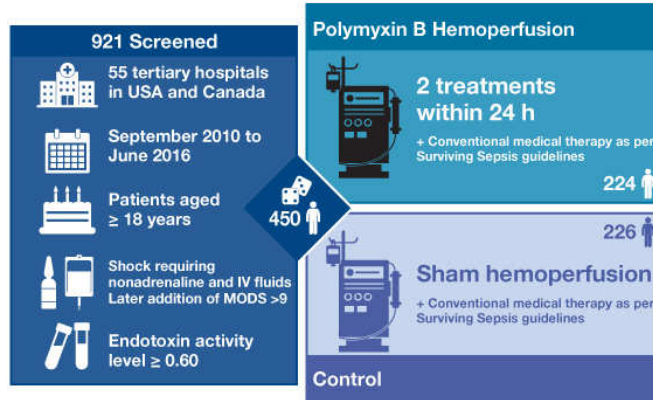 921 Screened
55 tertiary hospitals
in USA and Canada
September 2010 to
June 2016
Patients aged
≥ 18 years
Shock requiring
nonadrenaline and IV fluids
Later addition of MODS >9
Endotoxin activity
level ≥ 0.60
450
Polymyxin B Hemoperfusion
2 treatments
within 24 h
+ Conventional medical therapy as per
Surviving Sepsis guidelines
224
226
Sham hemoperfusion
+ Conventional medical therapy as per
Surviving Sepsis guidelines
Control